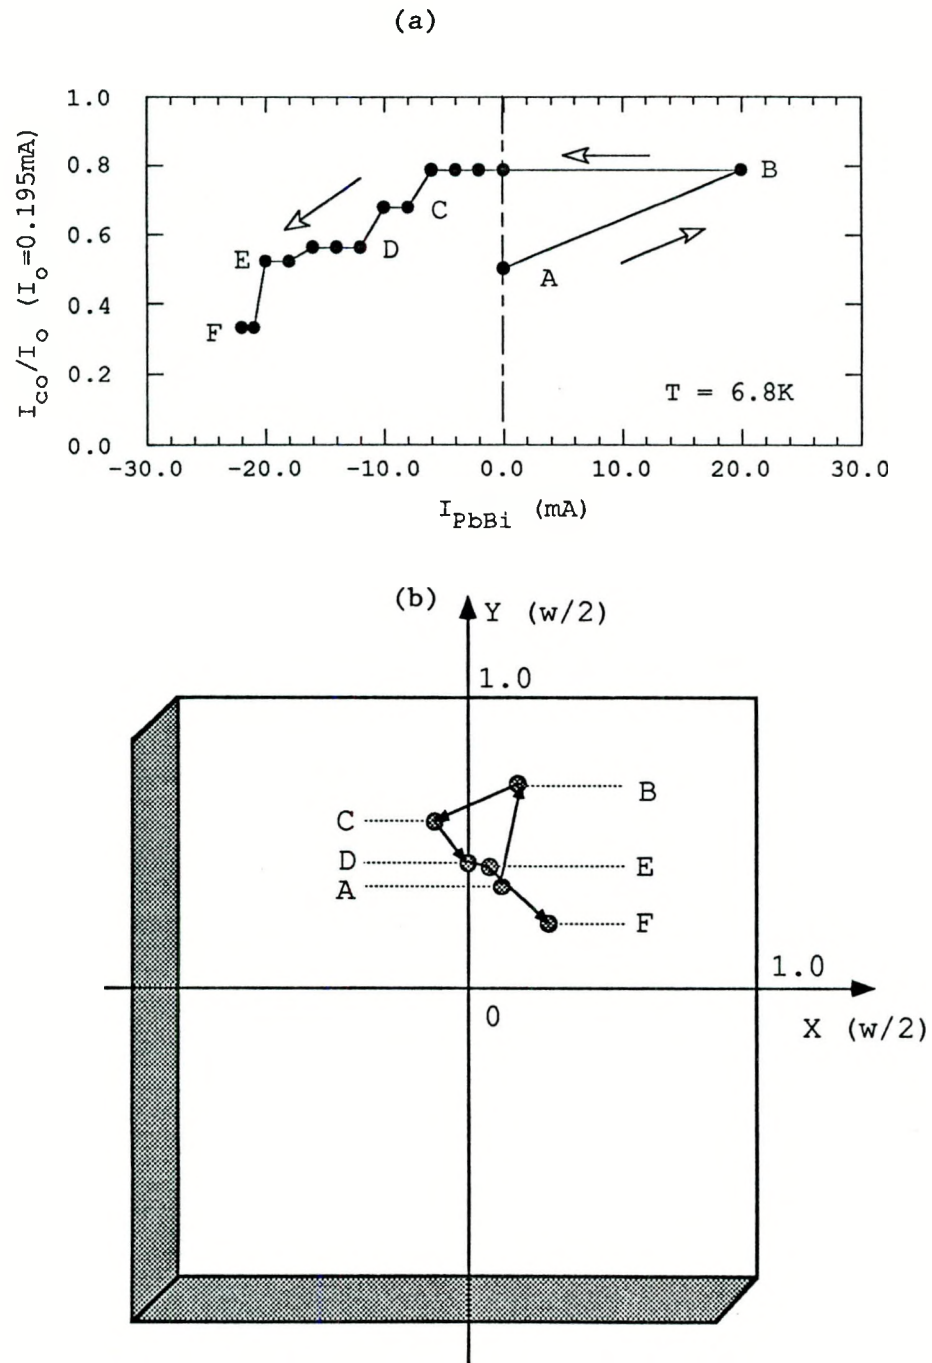 (a)
I_co/I_o (I_o=0.195mA)
1.0
0.8
0.6
0.4
0.2
0.0
B
C
D
E
A
F
T = 6.8K
-30.0 -20.0 -10.0 0.0 10.0 20.0 30.0
I_PbBi (mA)
(b)
Y (w/2)
1.0
B
C
D
E
A
F
1.0
0
X (w/2)